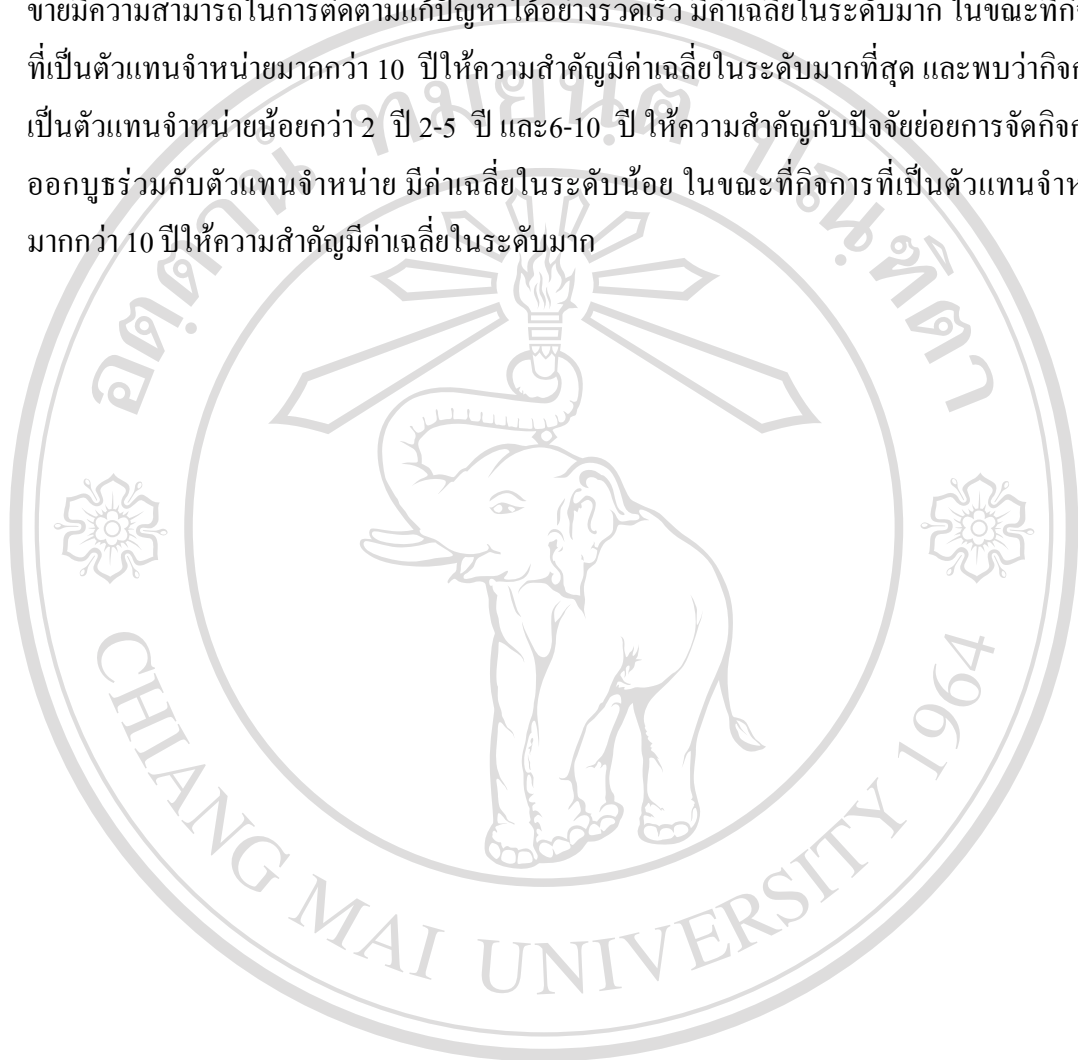 ขายมีความสามารถในการติดตามแก้ปัญหาได้อย่างรวดเร็ว มีค่าเฉลี่ยในระดับมาก ในขณะที่กิจ
ที่เป็นตัวแทนจำหน่ายมากกว่า 10 ปีให้ความสำคัญมีค่าเฉลี่ยในระดับมากที่สุด และพบว่ากิจก
เป็นตัวแทนจำหน่ายน้อยกว่า 2 ปี 2-5 ปี และ6-10 ปี ให้ความสำคัญกับปัจจัยย่อยการจัดกิจก
ออกบูธร่วมกับตัวแทนจำหน่าย มีค่าเฉลี่ยในระดับน้อย ในขณะที่กิจการที่เป็นตัวแทนจำห
มากกว่า 10 ปีให้ความสำคัญมีค่าเฉลี่ยในระดับมาก
อตฺตานํ ทมยนฺติ ปณฺฑิตา
CHIANG MAI UNIVERSITY 1964